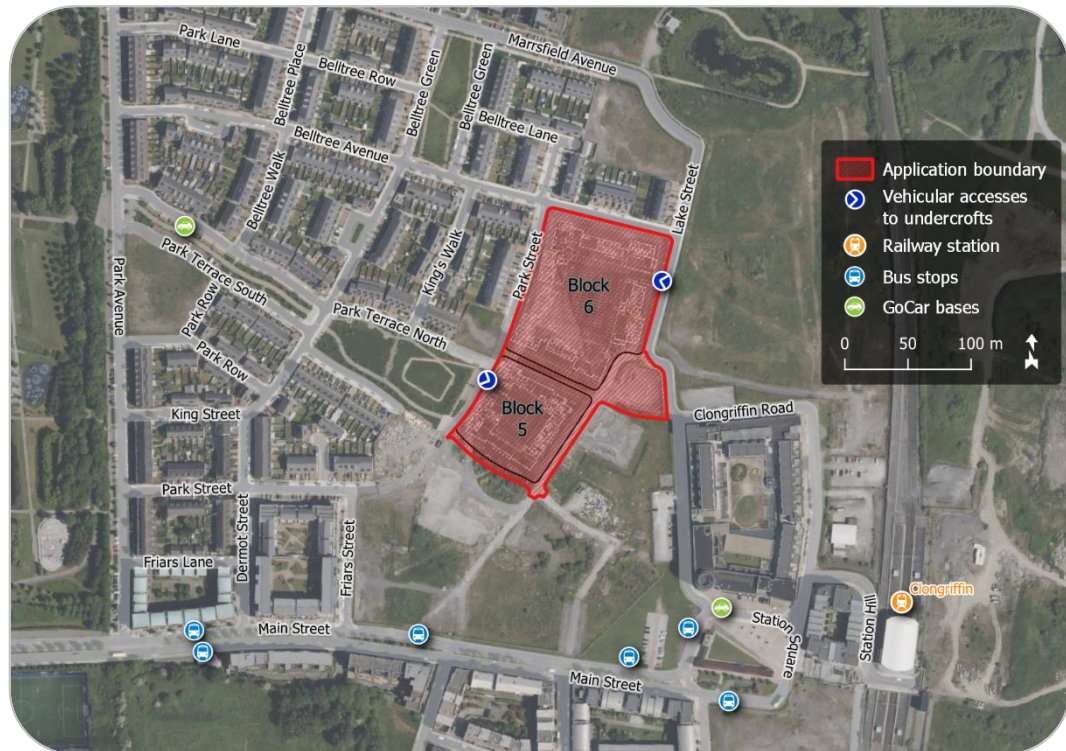 Park Lane
Belltree Place
Belltree Row
Belltree Green
Belltree Green
Marrsfield Avenue
Belltree Lane
Belltree Avenue
Belltree Walk
Lake Street
Application boundary
Vehicular accesses
to undercrofts
Railway station
Bus stops
GoCar bases
0 50 100 m
Park Street
King's Walk
Block
6
Park Avenue
Park Terrace South
Park Terrace North
Park Row
Park Row
Block
5
King Street
Clongriffin Road
Park Street
Dermot Street
Friars Street
Friars Lane
Main Street
Clongriffin
Station Square
Station Hill
Main Street